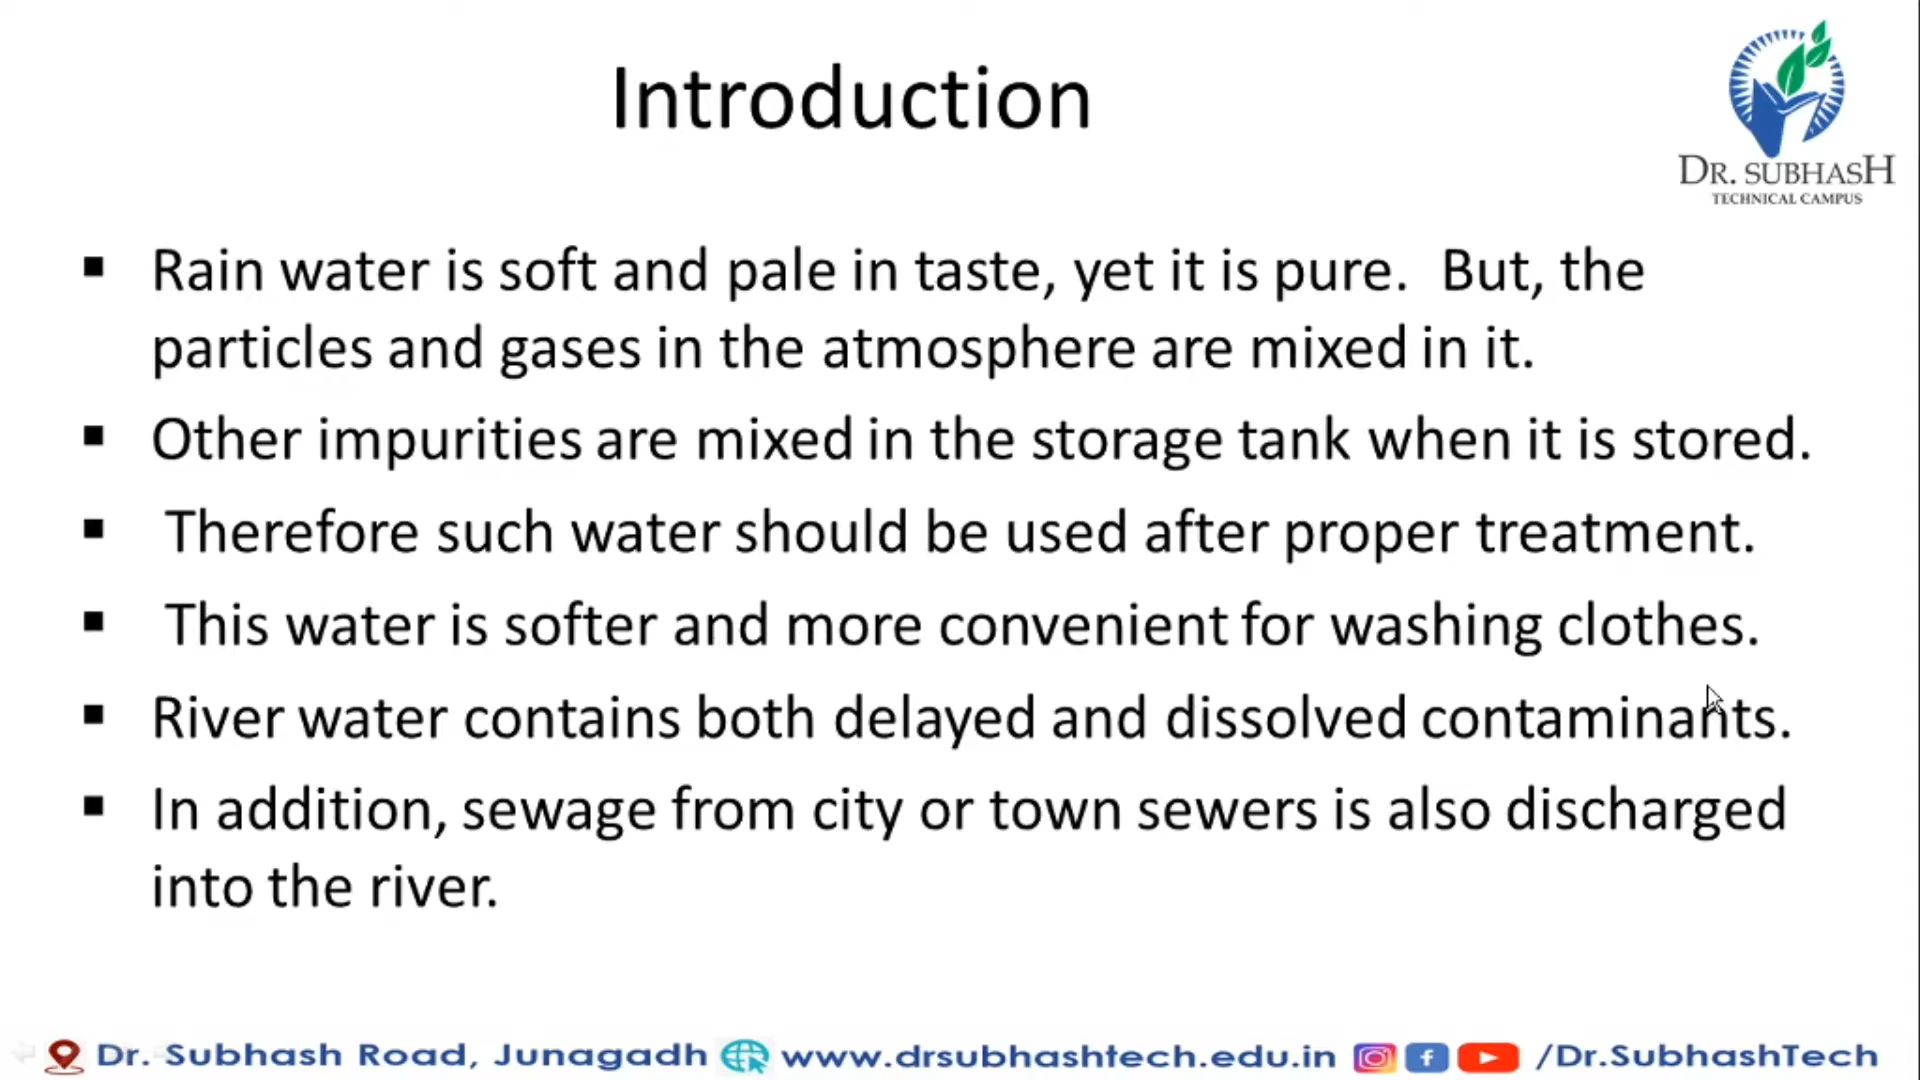 Introduction
DR. SUBHASH
TECHNICAL CAMPUS
Rain water is soft and pale in taste, yet it is pure. But, the
particles and gases in the atmosphere are mixed in it.
Other impurities are mixed in the storage tank when it is stored.
Therefore such water should be used after proper treatment.
This water is softer and more convenient for washing clothes.
River water contains both delayed and dissolved contaminants.
In addition, sewage from city or town sewers is also discharged
into the river.
Dr. Subhash Road, Junagadh www.drsubhashtech.edu.in /Dr.SubhashTech